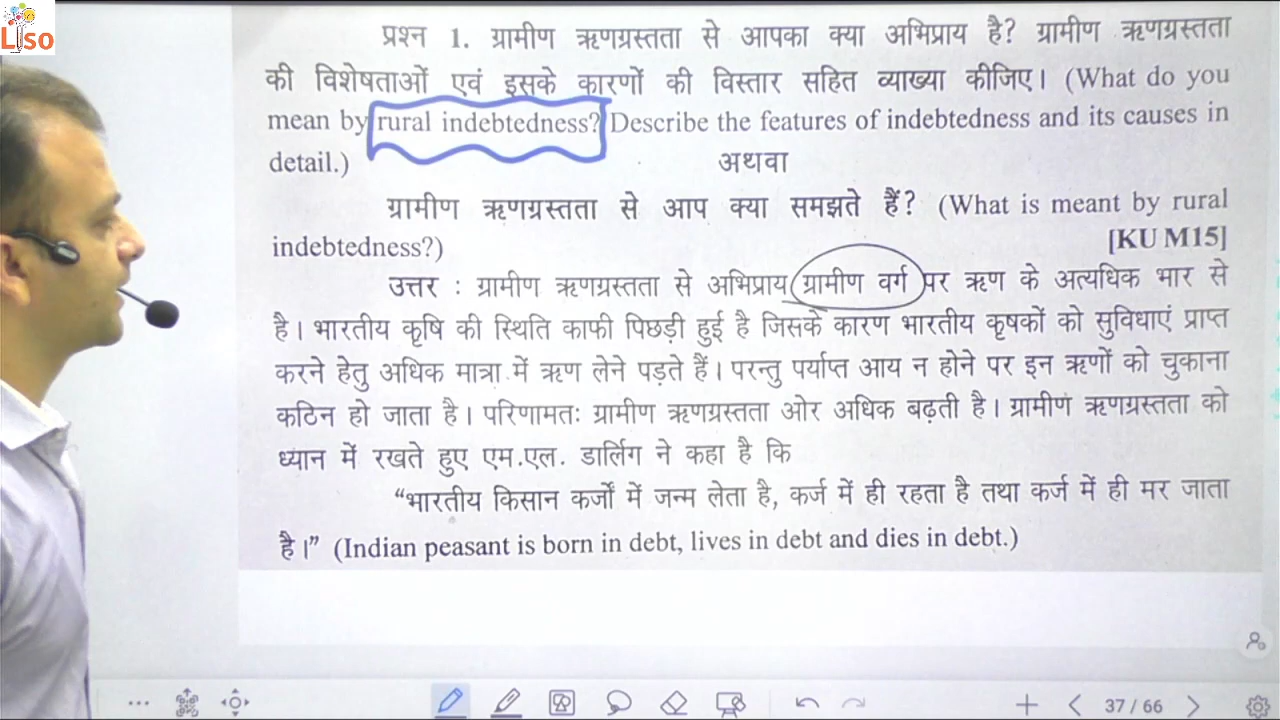 Liso
प्रश्न 1. ग्रामीण ऋणग्रस्तता से आपका क्या अभिप्राय है? ग्रामीण ऋणग्रस्तता
की विशेषताओं एवं इसके कारणों की विस्तार सहित व्याख्या कीजिए। (What do you
mean by rural indebtedness? Describe the features of indebtedness and its causes in
detail.) अथवा
ग्रामीण ऋणग्रस्तता से आप क्या समझते हैं? (What is meant by rural
indebtedness?) [KU M15]
उत्तर : ग्रामीण ऋणग्रस्तता से अभिप्राय ग्रामीण वर्ग पर ऋण के अत्यधिक भार से
है। भारतीय कृषि की स्थिति काफी पिछड़ी हुई है जिसके कारण भारतीय कृषकों को सुविधाएं प्राप्त
करने हेतु अधिक मात्रा में ऋण लेने पड़ते हैं। परन्तु पर्याप्त आय न होने पर इन ऋणों को चुकाना
कठिन हो जाता है। परिणामतः ग्रामीण ऋणग्रस्तता ओर अधिक बढ़ती है। ग्रामीण ऋणग्रस्तता को
ध्यान में रखते हुए एम.एल. डार्लिग ने कहा है कि
“भारतीय किसान कर्जों में जन्म लेता है, कर्ज में ही रहता है तथा कर्ज में ही मर जाता
है।” (Indian peasant is born in debt, lives in debt and dies in debt.)
37 / 66